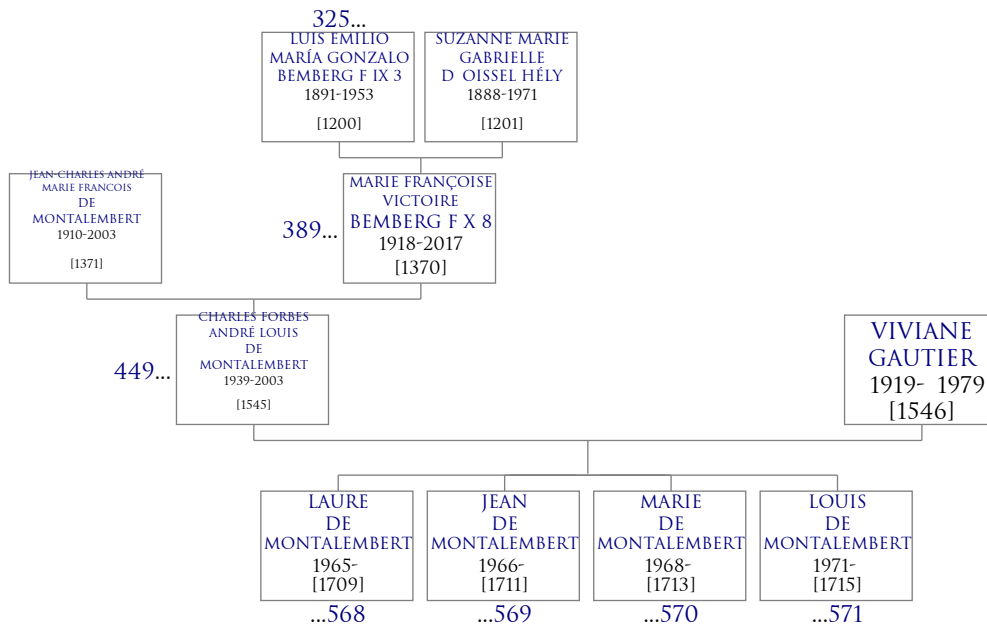 325...
LUIS EMILIO
MARÍA GONZALO
BEMBERG F IX 3
1891-1953
[1200]
SUZANNE MARIE
GABRIELLE
D OISSEL HÉLY
1888-1971
[1201]
JEAN-CHARLES ANDRÉ
MARIE FRANCOIS
DE
MONTALEMBERT
1910-2003
[1371]
389...
MARIE FRANÇOISE
VICTOIRE
BEMBERG F X 8
1918-2017
[1370]
449...
CHARLES FORBES
ANDRÉ LOUIS
DE
MONTALEMBERT
1939-2003
[1545]
VIVIANE
GAUTIER
1919- 1979
[1546]
LAURE
DE
MONTALEMBERT
1965-
[1709]
...568
JEAN
DE
MONTALEMBERT
1966-
[1711]
...569
MARIE
DE
MONTALEMBERT
1968-
[1713]
...570
LOUIS
DE
MONTALEMBERT
1971-
[1715]
...571